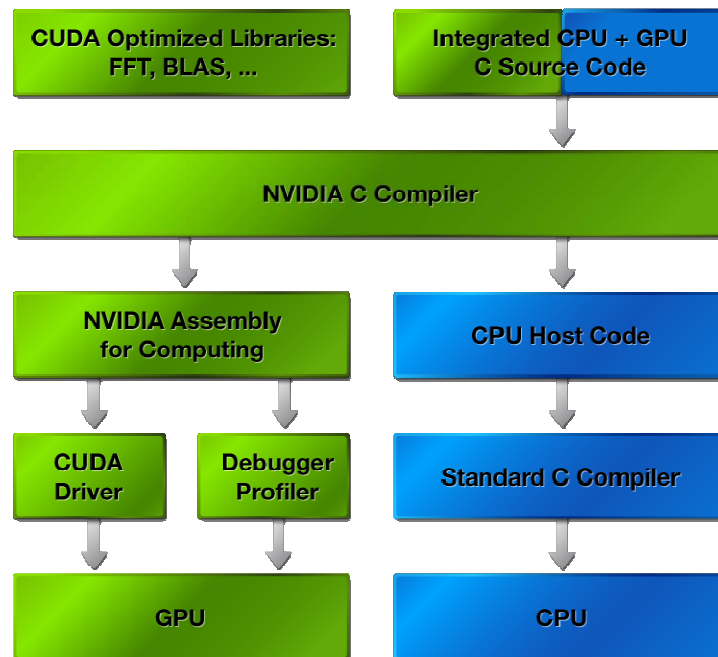 CUDA Optimized Libraries:
FFT, BLAS, ...
Integrated CPU + GPU
C Source Code
NVIDIA C Compiler
NVIDIA Assembly
for Computing
CPU Host Code
CUDA
Driver
Debugger
Profiler
Standard C Compiler
GPU
CPU